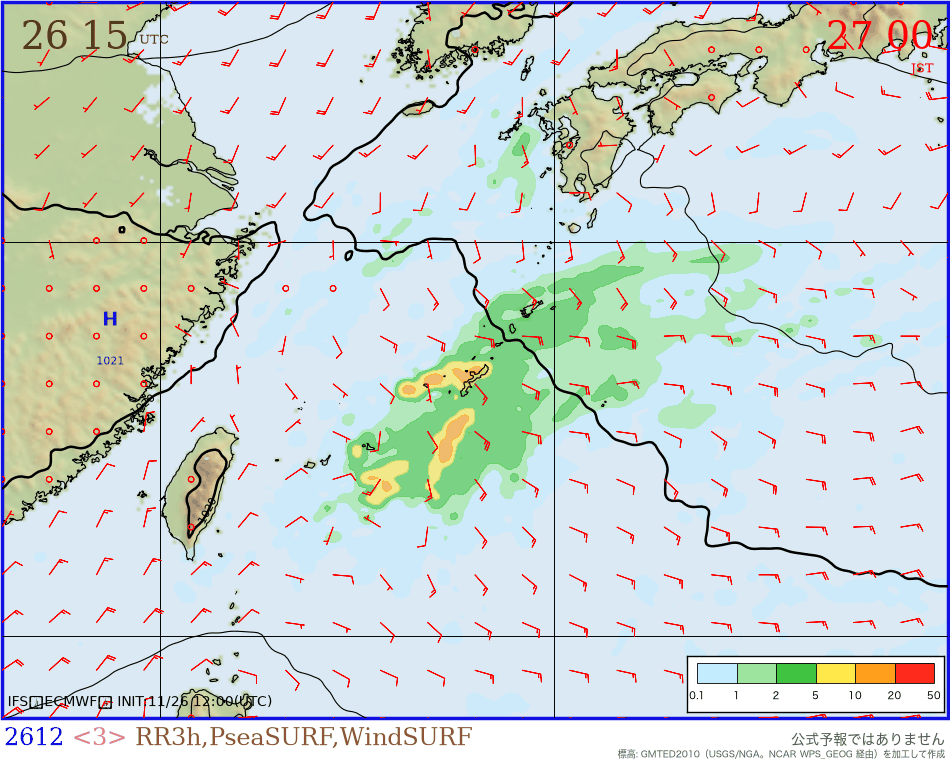 26 15 UTC
27 00
JST
H
1021
1020
1020
IFS□ECMWF□ INIT:11/26 12:00(UTC)
0.1 1 2 5 10 20 50
2612 <3> RR3h,PseaSURF,WindSURF
公式予報ではありません
標高: GMTED2010（USGS/NGA。NCAR WPS_GEOG 経由）を加工して作成